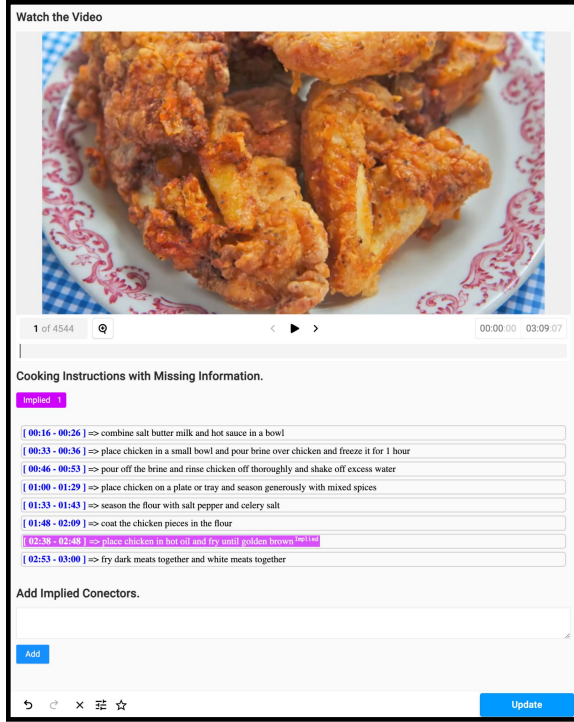 Watch the Video
1 of 4544
00:00:00 03:09:07
Cooking Instructions with Missing Information.
Implied 1
[ 00:16 - 00:26 ] => combine salt butter milk and hot sauce in a bowl
[ 00:33 - 00:36 ] => place chicken in a small bowl and pour brine over chicken and freeze it for 1 hour
[ 00:46 - 00:53 ] => pour off the brine and rinse chicken off thoroughly and shake off excess water
[ 01:00 - 01:29 ] => place chicken on a plate or tray and season generously with mixed spices
[ 01:33 - 01:43 ] => season the flour with salt pepper and celery salt
[ 01:48 - 02:09 ] => coat the chicken pieces in the flour
[ 02:38 - 02:48 ] => place chicken in hot oil and fry until golden brown Implied
[ 02:53 - 03:00 ] => fry dark meats together and white meats together
Add Implied Conectors.
Add
Update